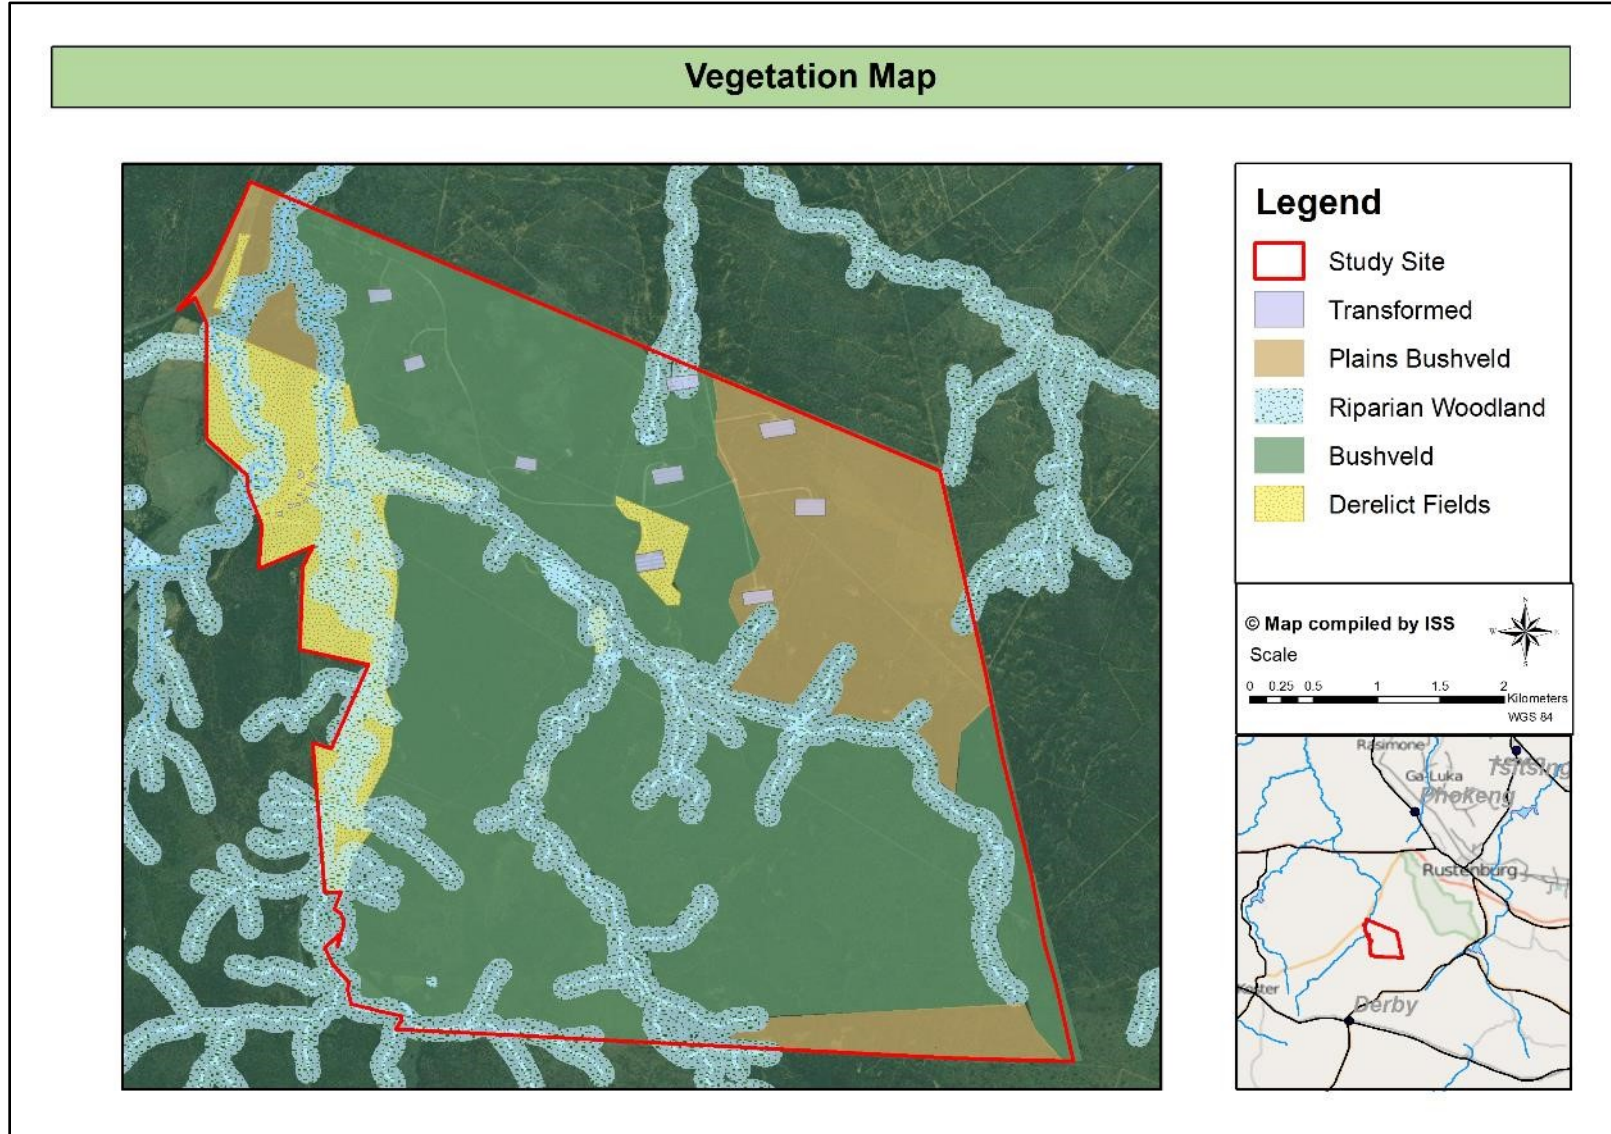 Vegetation Map
Legend
Study Site
Transformed
Plains Bushveld
Riparian Woodland
Bushveld
Derelict Fields
© Map compiled by ISS
N
W
E
S
Scale
0 0.25 0.5 1 1.5 2
Kilometers
WGS 84
Rasimone
Ga-Luka
Phokeng
Rustenburg
Derby